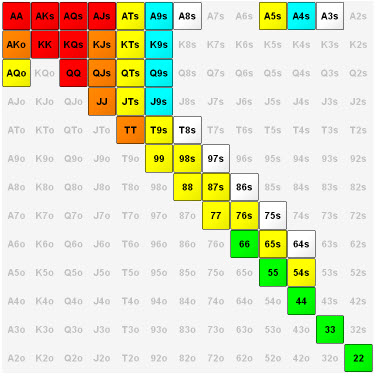 AA AKs AQs AJs ATs A9s A8s A7s A6s A5s A4s A3s A2s
AKo KK KQs KJs KTs K9s K8s K7s K6s K5s K4s K3s K2s
AQo KQo QQ QJs QTs Q9s Q8s Q7s Q6s Q5s Q4s Q3s Q2s
AJo KJo QJo JJ JTs J9s J8s J7s J6s J5s J4s J3s J2s
ATo KTo QTo JTo TT T9s T8s T7s T6s T5s T4s T3s T2s
A9o K9o Q9o J9o T9o 99 98s 97s 96s 95s 94s 93s 92s
A8o K8o Q8o J8o T8o 98o 88 87s 86s 85s 84s 83s 82s
A7o K7o Q7o J7o T7o 97o 87o 77 76s 75s 74s 73s 72s
A6o K6o Q6o J6o T6o 96o 86o 76o 66 65s 64s 63s 62s
A5o K5o Q5o J5o T5o 95o 85o 75o 65o 55 54s 53s 52s
A4o K4o Q4o J4o T4o 94o 84o 74o 64o 54o 44 43s 42s
A3o K3o Q3o J3o T3o 93o 83o 73o 63o 53o 43o 33 32s
A2o K2o Q2o J2o T2o 92o 82o 72o 62o 52o 42o 32o 22